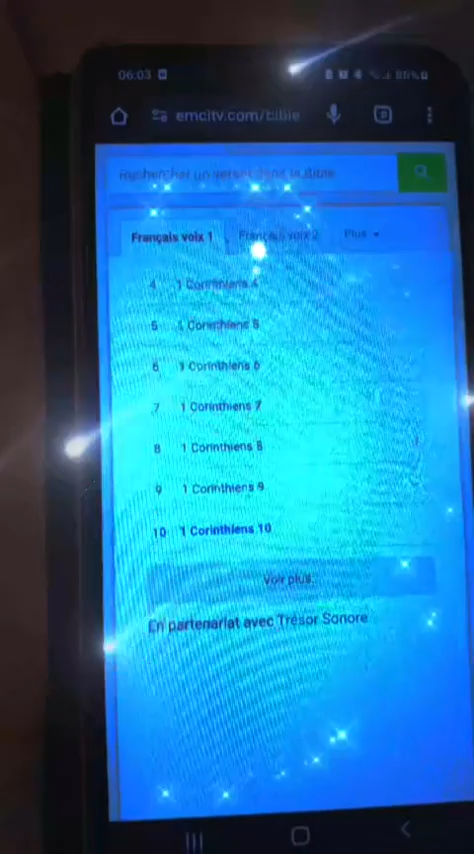 06:03
emcitv.com/bible
Rechercher un verset dans la Bible
Français voix 1 Français voix 2 Plus
4 1 Corinthiens 4
5 1 Corinthiens 5
6 1 Corinthiens 6
7 1 Corinthiens 7
8 1 Corinthiens 8
9 1 Corinthiens 9
10 1 Corinthiens 10
Voir plus
En partenariat avec Trésor Sonore